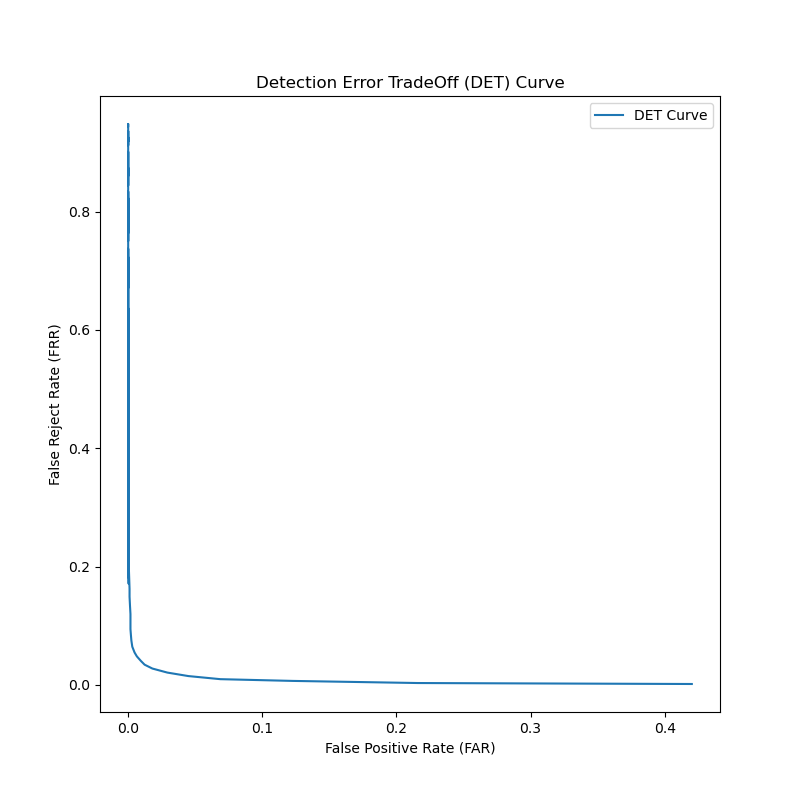 Detection Error TradeOff (DET) Curve
DET Curve
0.8
0.6
0.4
0.2
0.0
False Reject Rate (FRR)
0.0 0.1 0.2 0.3 0.4
False Positive Rate (FAR)